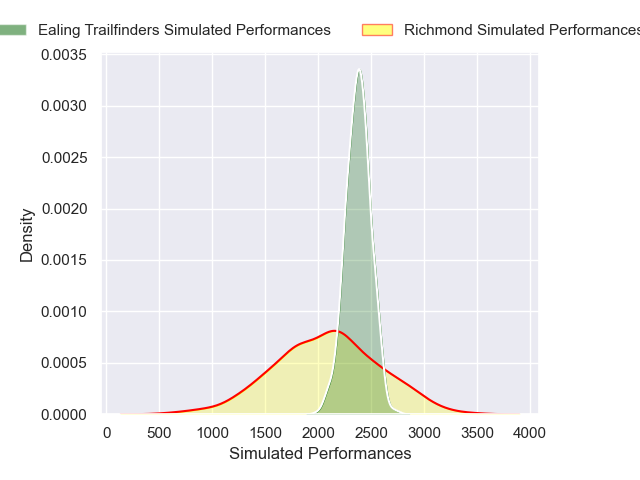 Ealing Trailfinders Simulated Performances
Richmond Simulated Performances
0.0035
0.0030
0.0025
0.0020
0.0015
0.0010
0.0005
0.0000
Density
0 500 1000 1500 2000 2500 3000 3500 4000
Simulated Performances